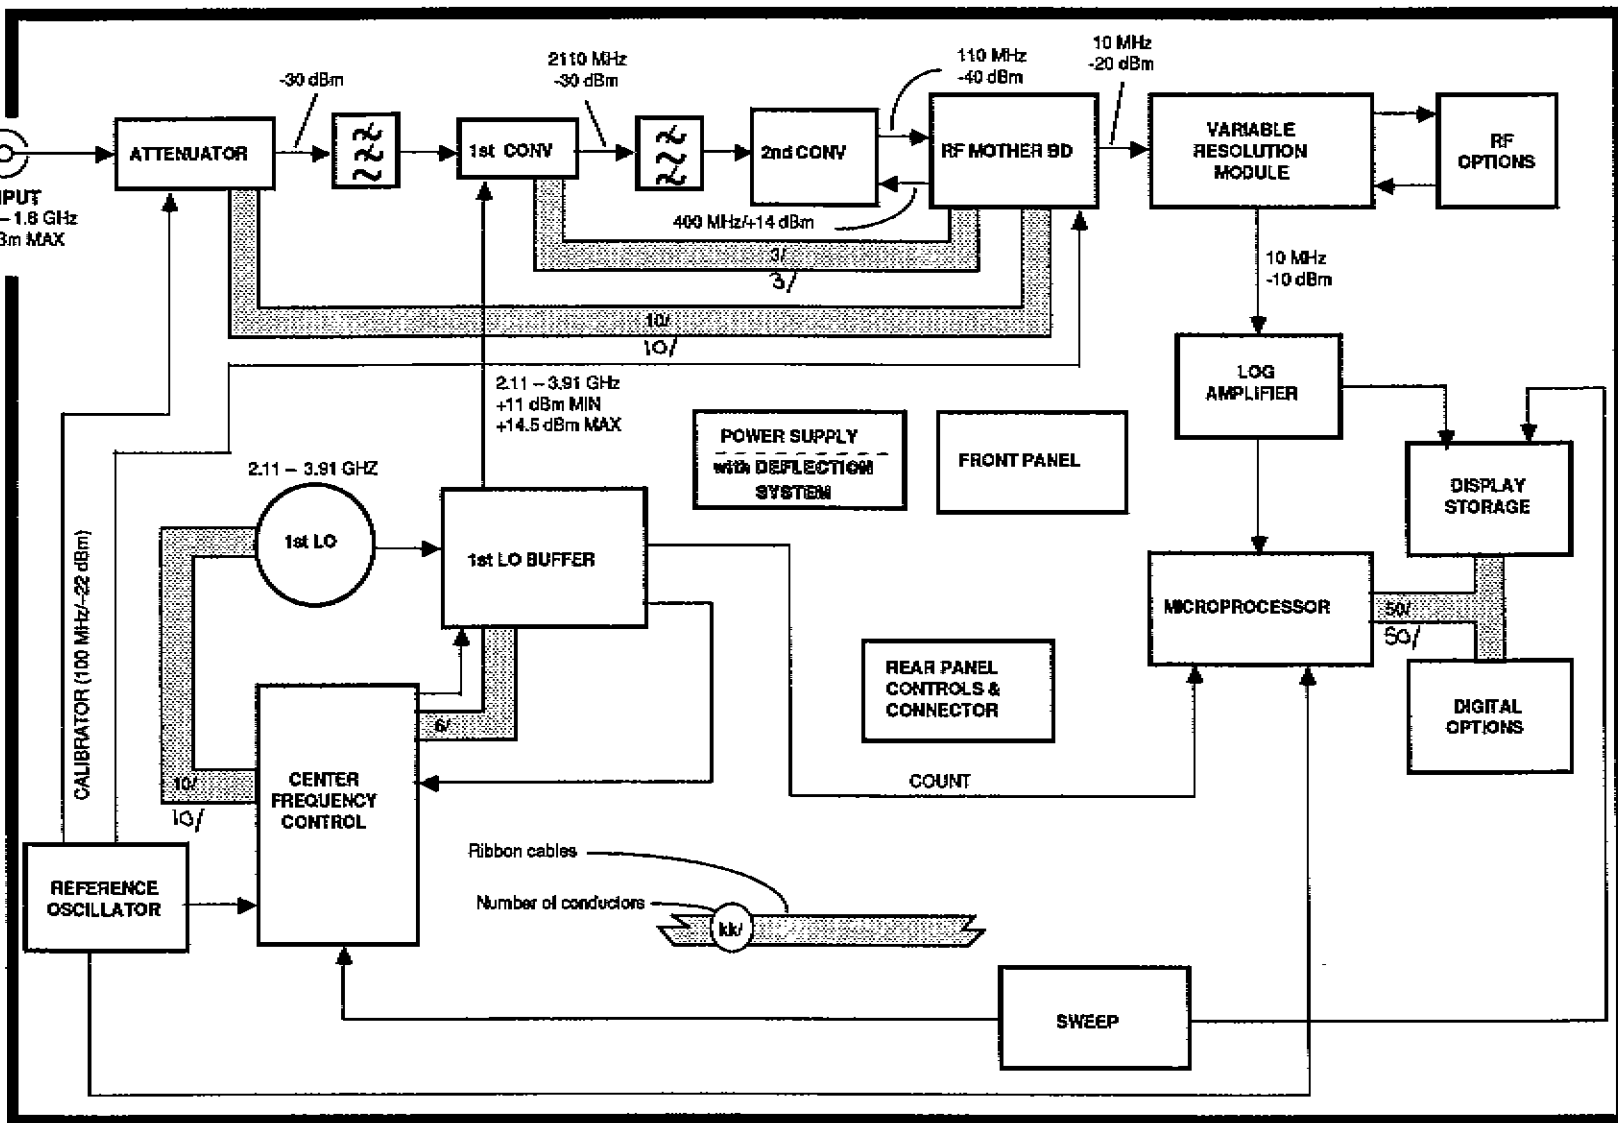 -30 dBm
2110 MHz
-30 dBm
110 MHz
-40 dBm
10 MHz
-20 dBm
ATTENUATOR
1st CONV
2nd CONV
RF MOTHER BD
VARIABLE
RESOLUTION
MODULE
RF
OPTIONS
– 1.8 GHz
MAX
400 MHz/+14 dBm
3/
3/
10/
10/
10 MHz
-10 dBm
2.11 – 3.91 GHz
+11 dBm MIN
+14.5 dBm MAX
LOG
AMPLIFIER
POWER SUPPLY
with DEFLECTION
SYSTEM
FRONT PANEL
DISPLAY
STORAGE
2.11 – 3.91 GHZ
1st LO
1st LO BUFFER
CALIBRATOR (100 MHz/-22 dBm)
MICROPROCESSOR
50/
50/
REAR PANEL
CONTROLS &
CONNECTOR
DIGITAL
OPTIONS
6/
10/
10/
CENTER
FREQUENCY
CONTROL
COUNT
Ribbon cables
Number of conductors
kk/
REFERENCE
OSCILLATOR
SWEEP